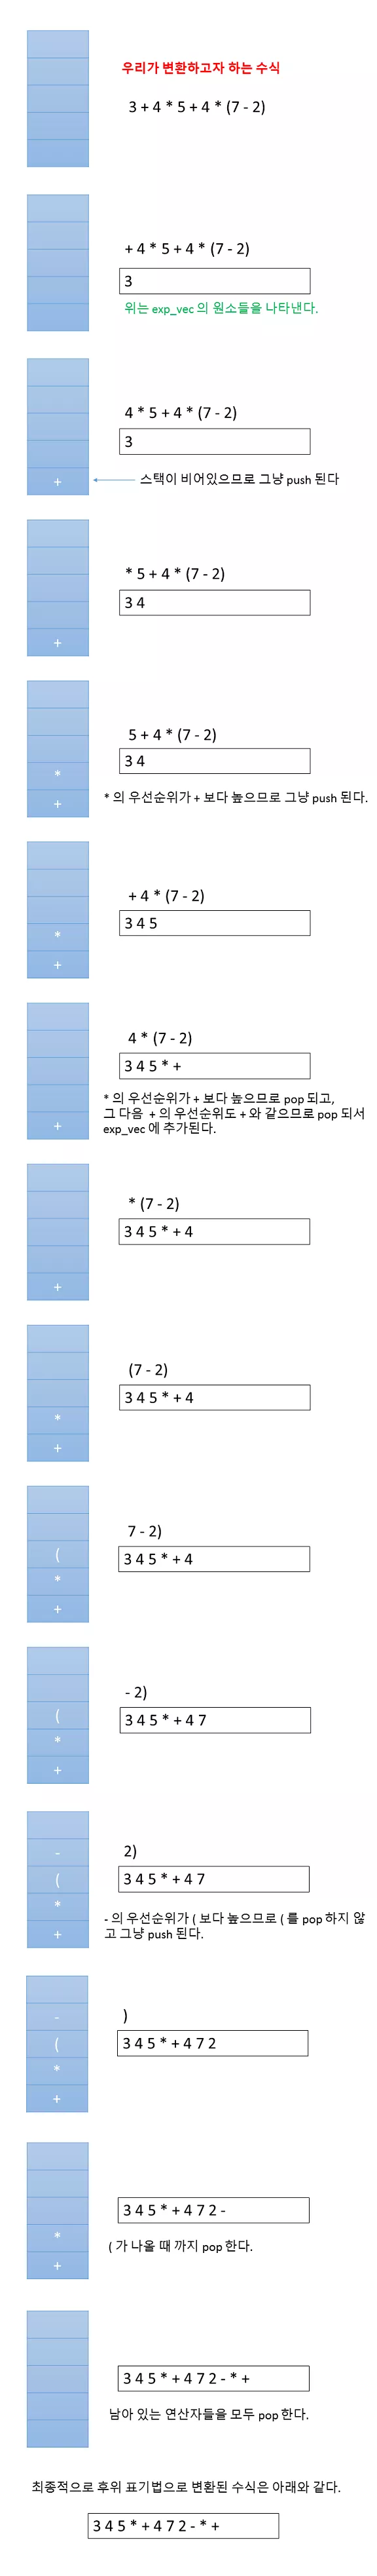 우리가 변환하고자 하는 수식
3 + 4 * 5 + 4 * (7 - 2)
+ 4 * 5 + 4 * (7 - 2)
3
위는 exp_vec 의 원소들을 나타낸다.
4 * 5 + 4 * (7 - 2)
3
+
스택이 비어있으므로 그냥 push 된다
* 5 + 4 * (7 - 2)
3 4
+
5 + 4 * (7 - 2)
3 4
*
+
* 의 우선순위가 + 보다 높으므로 그냥 push 된다.
+ 4 * (7 - 2)
3 4 5
*
+
4 * (7 - 2)
3 4 5 * +
* 의 우선순위가 + 보다 높으므로 pop 되고,
그 다음 + 의 우선순위도 + 와 같으므로 pop 되서
exp_vec 에 추가된다.
+
* (7 - 2)
3 4 5 * + 4
+
(7 - 2)
3 4 5 * + 4
*
+
7 - 2)
3 4 5 * + 4
(
*
+
- 2)
3 4 5 * + 4 7
(
*
+
2)
3 4 5 * + 4 7
-
(
*
+
- 의 우선순위가 ( 보다 높으므로 ( 를 pop 하지 않
고 그냥 push 된다.
)
3 4 5 * + 4 7 2
-
(
*
+
3 4 5 * + 4 7 2 -
*
+
( 가 나올 때 까지 pop 한다.
3 4 5 * + 4 7 2 - * +
남아 있는 연산자들을 모두 pop 한다.
최종적으로 후위 표기법으로 변환된 수식은 아래와 같다.
3 4 5 * + 4 7 2 - * +